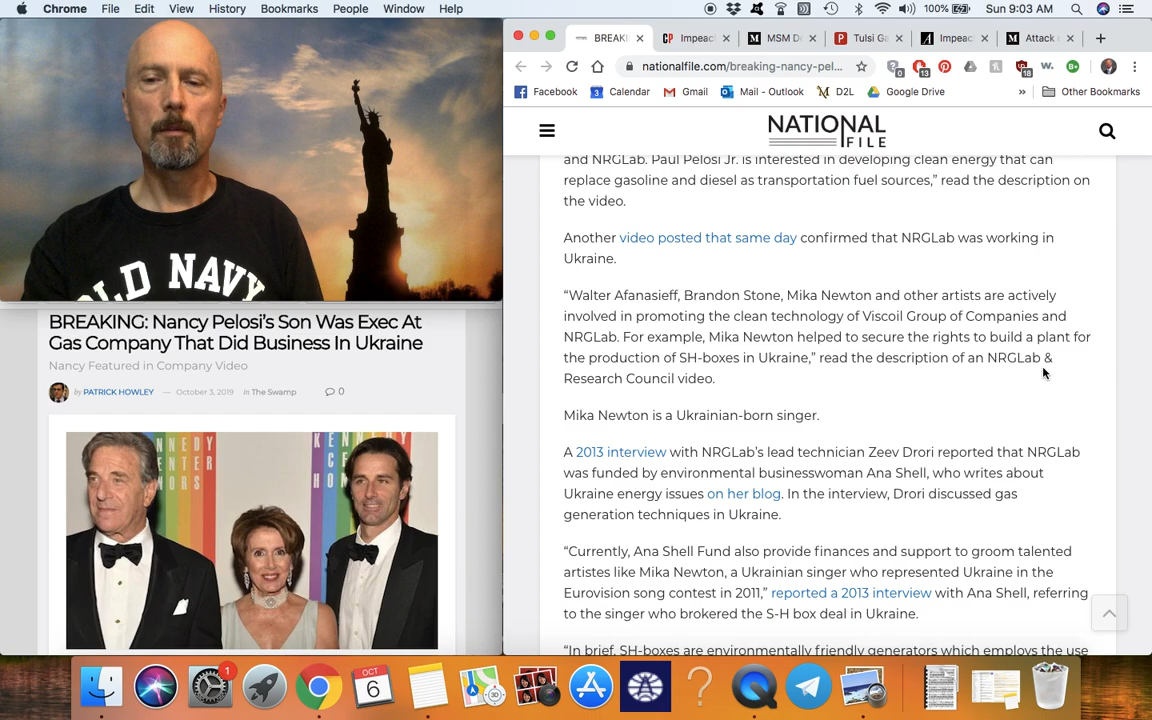 Chrome File Edit View History Bookmarks People Window Help 100% Sun 9:03 AM
BREAKI CP Impeac M MSM D P Tulsi Ga A Impeac M Attack
nationalfile.com/breaking-nancy-pel...
0 13 18 w. B+
Facebook 3 Calendar Gmail Mail - Outlook D2L Google Drive » Other Bookmarks
NATIONAL
FILE
OLD NAVY
and NRGLab. Paul Pelosi Jr. is interested in developing clean energy that can
replace gasoline and diesel as transportation fuel sources,” read the description on
the video.
Another video posted that same day confirmed that NRGLab was working in
Ukraine.
“Walter Afanasieff, Brandon Stone, Mika Newton and other artists are actively
involved in promoting the clean technology of Viscoil Group of Companies and
NRGLab. For example, Mika Newton helped to secure the rights to build a plant for
the production of SH-boxes in Ukraine,” read the description of an NRGLab &
Research Council video.
Mika Newton is a Ukrainian-born singer.
A 2013 interview with NRGLab’s lead technician Zeev Drori reported that NRGLab
was funded by environmental businesswoman Ana Shell, who writes about
Ukraine energy issues on her blog. In the interview, Drori discussed gas
generation techniques in Ukraine.
“Currently, Ana Shell Fund also provide finances and support to groom talented
artistes like Mika Newton, a Ukrainian singer who represented Ukraine in the
Eurovision song contest in 2011,” reported a 2013 interview with Ana Shell, referring
to the singer who brokered the S-H box deal in Ukraine.
“In brief, SH-boxes are environmentally friendly generators which employs the use
BREAKING: Nancy Pelosi’s Son Was Exec At
Gas Company That Did Business In Ukraine
Nancy Featured in Company Video
by PATRICK HOWLEY — October 3, 2019 in The Swamp 0
KENNEDY
CENTER
HONORS
KE
CE
HO
1
OCT
6